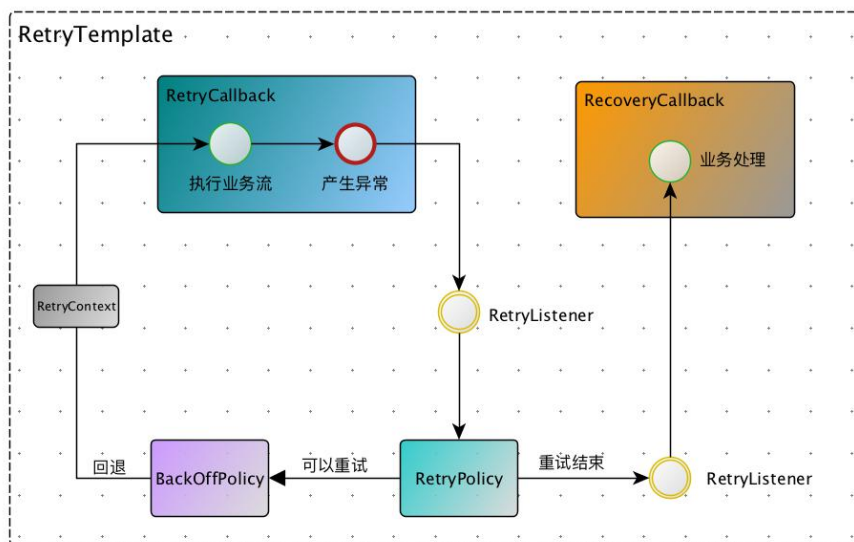 RetryTemplate
RetryCallback
执行业务流
产生异常
RecoveryCallback
业务处理
RetryContext
RetryListener
回退
BackOffPolicy
可以重试
RetryPolicy
重试结束
RetryListener